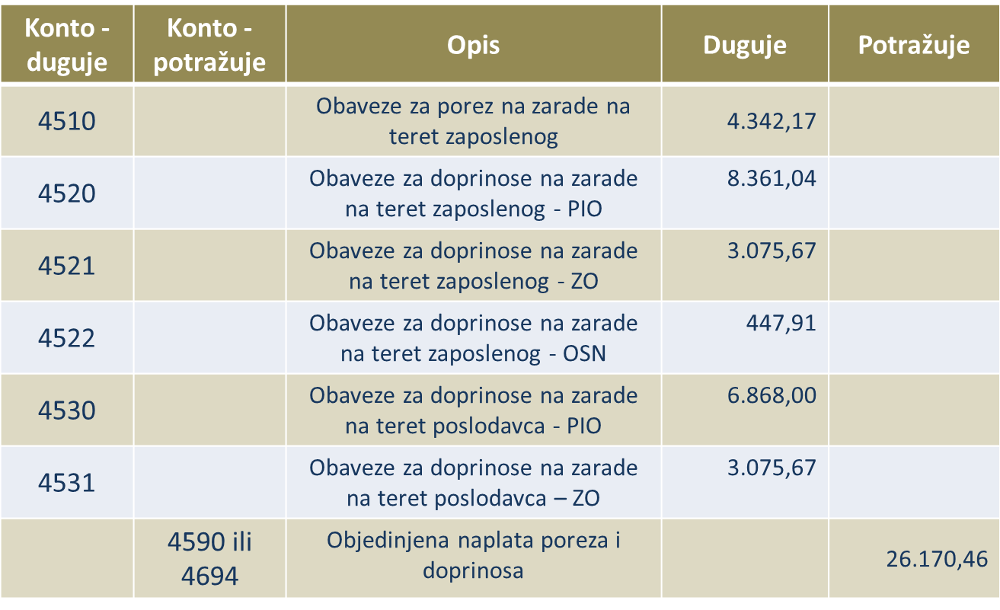 Konto -
duguje
Konto -
potražuje
Opis
Duguje
Potražuje
4510
Obaveze za porez na zarade na
teret zaposlenog
4.342,17
4520
Obaveze za doprinose na zarade
na teret zaposlenog - PIO
8.361,04
4521
Obaveze za doprinose na zarade
na teret zaposlenog - ZO
3.075,67
4522
Obaveze za doprinose na zarade
na teret zaposlenog - OSN
447,91
4530
Obaveze za doprinose na zarade
na teret poslodavca - PIO
6.868,00
4531
Obaveze za doprinose na zarade
na teret poslodavca – ZO
3.075,67
4590 ili
4694
Objedinjena naplata poreza i
doprinosa
26.170,46